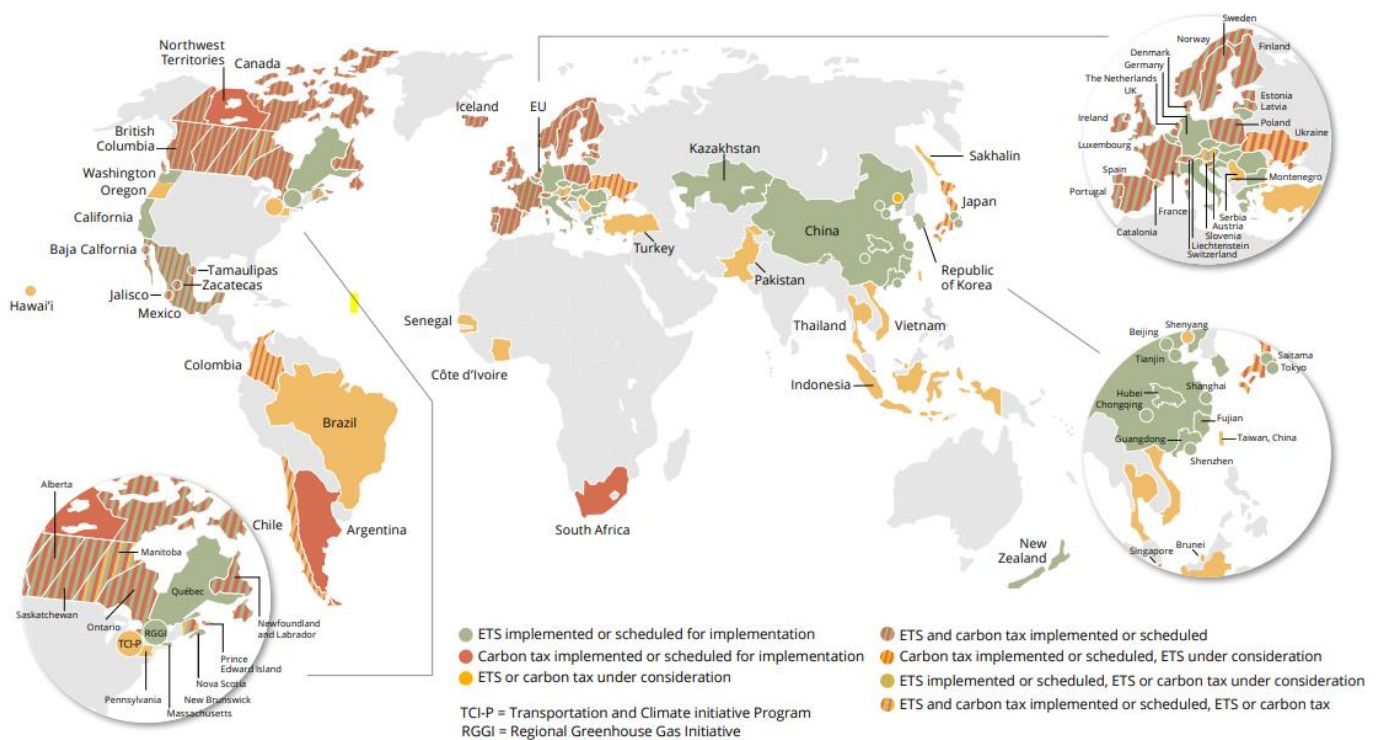 Northwest
Territories
Canada
British
Columbia
Washington
Oregon
California
Baja Calfornia
Tamaulipas
Zacatecas
Jalisco
Mexico
Hawai'i
Iceland
EU
Kazakhstan
Sakhalin
Japan
China
Turkey
Pakistan
Republic
of Korea
Senegal
Thailand
Vietnam
Colombia
Côte d'Ivoire
Indonesia
Brazil
Chile
Argentina
South Africa
New
Zealand
Sweden
Norway
Denmark
Germany
The Netherlands
UK
Finland
Estonia
Latvia
Ireland
Poland
Ukraine
Luxembourg
Spain
Portugal
Montenegro
France
Serbia
Catalonia
Austria
Slovenia
Liechtenstein
Switzerland
Beijing
Shenyang
Tianjin
Saitama
Tokyo
Shanghai
Hubei
Chongqing
Fujian
Guangdong
Taiwan, China
Shenzhen
Brunei
Singapore
Alberta
Manitoba
Québec
Saskatchewan
Ontario
TCI-P
RGGI
Newfoundland
and Labrador
Prince
Edward Island
Nova Scotia
Pennsylvania
New Brunswick
Massachusetts
ETS implemented or scheduled for implementation
Carbon tax implemented or scheduled for implementation
ETS or carbon tax under consideration
TCI-P = Transportation and Climate initiative Program
RGGI = Regional Greenhouse Gas Initiative
ETS and carbon tax implemented or scheduled
Carbon tax implemented or scheduled, ETS under consideration
ETS implemented or scheduled, ETS or carbon tax under consideration
ETS and carbon tax implemented or scheduled, ETS or carbon tax